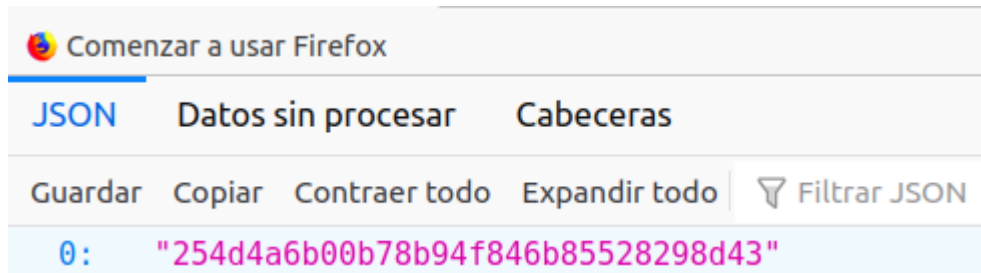 Comenzar a usar Firefox
JSON Datos sin procesar Cabeceras
Guardar Copiar Contraer todo Expandir todo Filtrar JSON
0: "254d4a6b00b78b94f846b85528298d43"